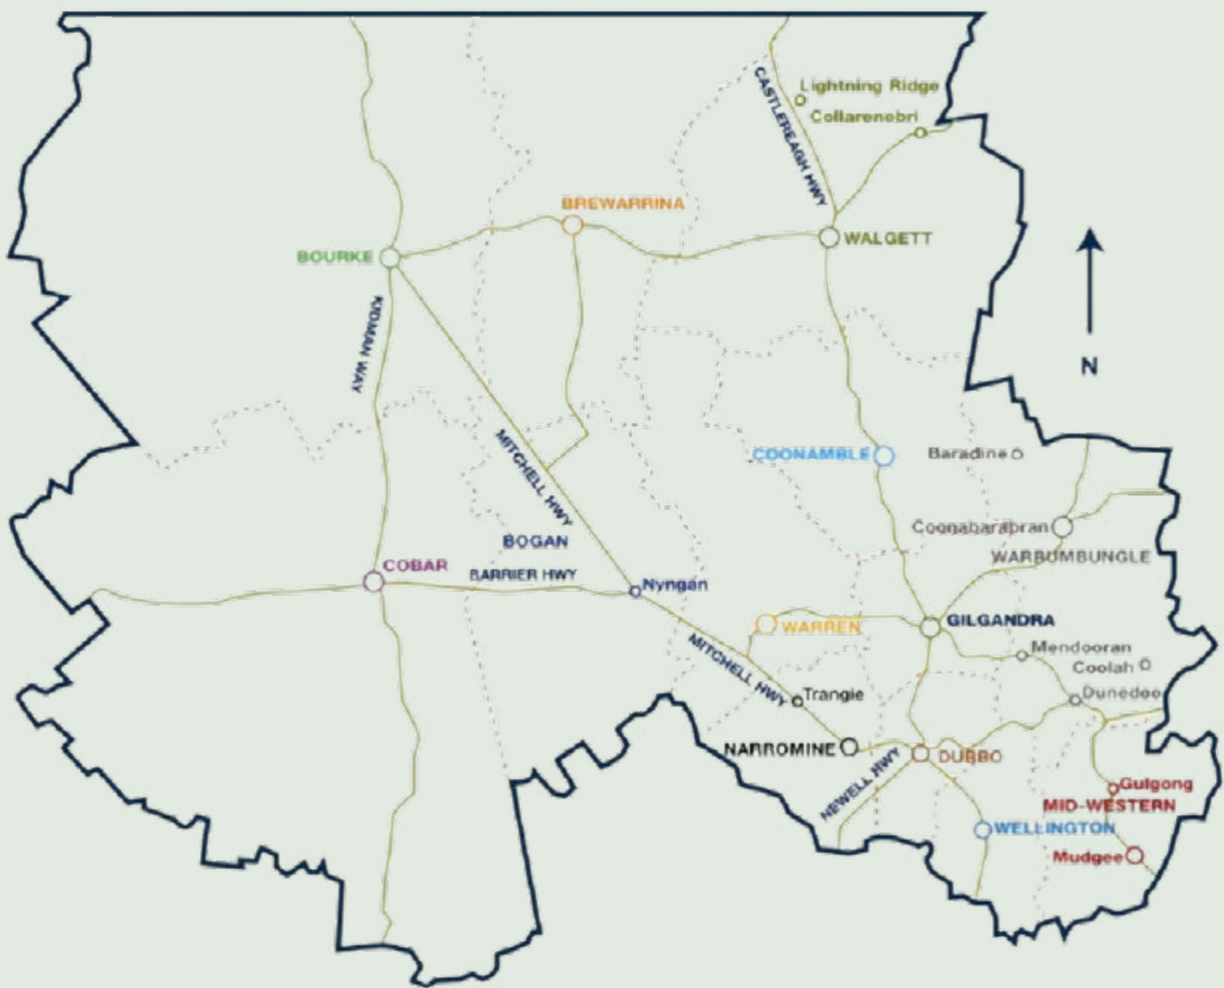 Lightning Ridge
CASTLEREAGH HWY
Collarenebri
BREWARRINA
WALGETT
BOURKE
KIDMAN WAY
N
MITCHELL HWY
COONAMBLE
Baradine
Coonabarabran
BOGAN
WARRUMBUNGLE
COBAR
BARRIER HWY
Nyngan
WARREN
GILGANDRA
MITCHELL HWY
Mendooran
Coolah
Trangie
Dunedoo
NARROMINE
DUBBO
NEWELL HWY
Gulgong
MID-WESTERN
WELLINGTON
Mudgee